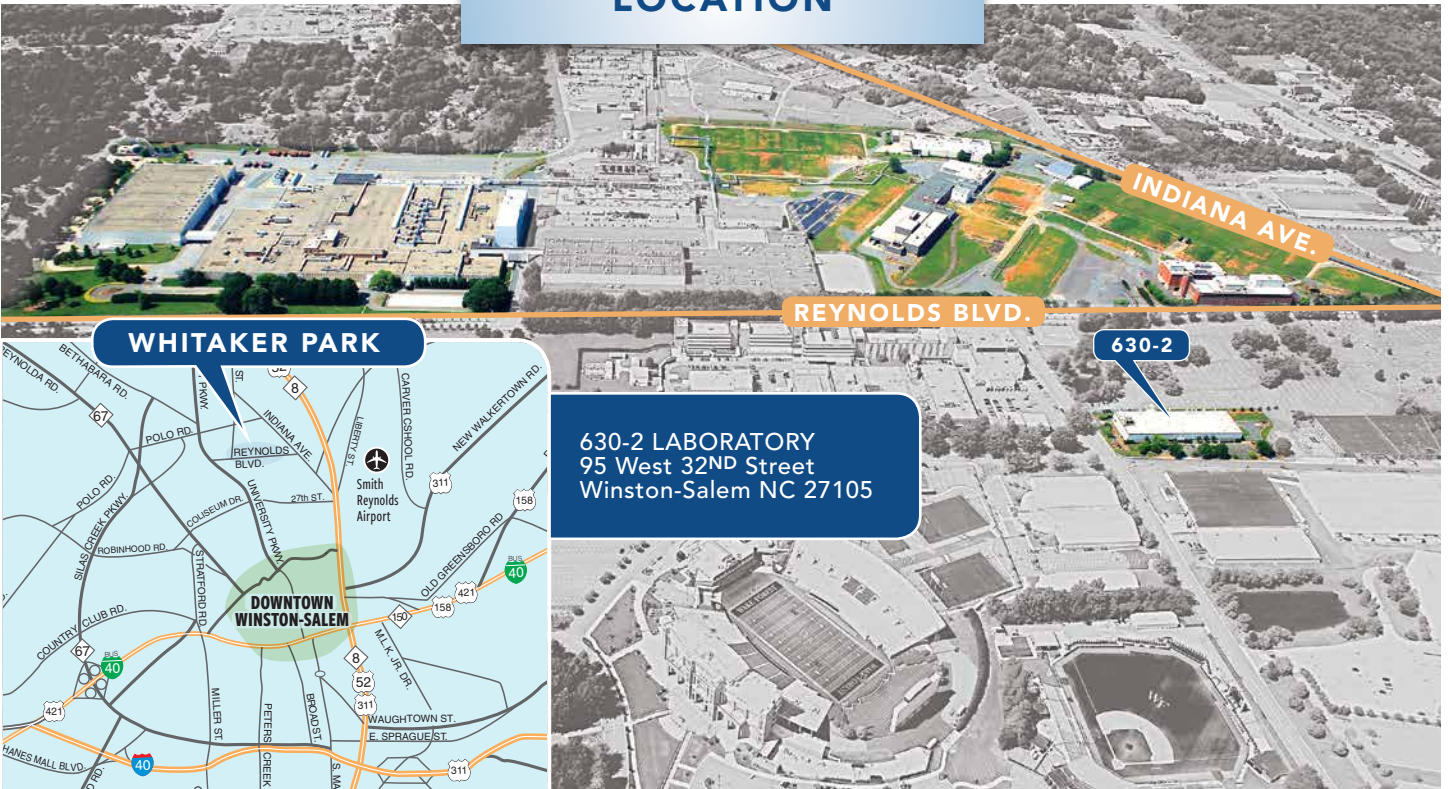 LOCATION
INDIANA AVE.
REYNOLDS BLVD.
WHITAKER PARK
630-2
630-2 LABORATORY
95 West 32ND Street
Winston-Salem NC 27105
REYNOLDA RD.
BETHABARA RD.
PKWY.
ST.
52
8
67
POLO RD.
INDIANA AVE.
REYNOLDS
BLVD.
LIBERTY ST.
CARVER CSHOOL RD.
NEW WALKERTOWN RD.
Smith
Reynolds
Airport
311
158
POLO RD.
SILAS CREEK PKWY.
COLISEUM DR.
UNIVERSITY PKWY.
27th ST.
ROBINHOOD RD.
S STRATFORD RD.
OLD GREENSBORO RD
BUS
40
DOWNTOWN
WINSTON-SALEM
421
158
150
COUNTRY CLUB RD.
67
BUS
40
8
52
311
M.L.K. JR. DR.
421
MILLER ST.
PETERS CREEK
BROAD ST.
WAUGHTOWN ST.
E. SPRAGUE ST.
HANES MALL BLVD.
40
S. MA
311
WAKE FOREST
WF